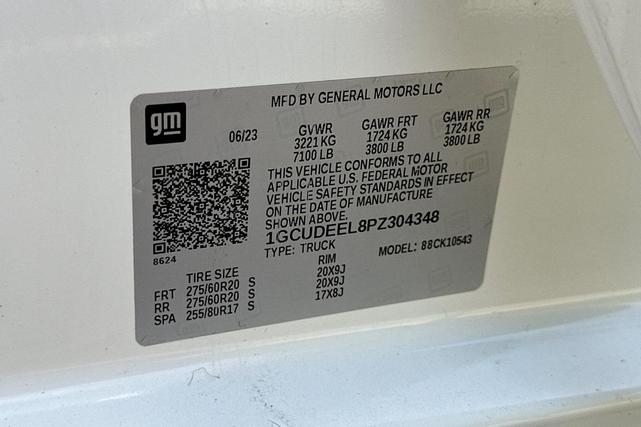 MFD BY GENERAL MOTORS LLC
gm
06/23 GVWR GAWR FRT GAWR RR
3221 KG 1724 KG 1724 KG
7100 LB 3800 LB 3800 LB
THIS VEHICLE CONFORMS TO ALL
APPLICABLE U.S. FEDERAL MOTOR
VEHICLE SAFETY STANDARDS IN EFFECT
ON THE DATE OF MANUFACTURE
SHOWN ABOVE.
1GCUDEEL8PZ304348
8624
TYPE: TRUCK MODEL: 88CK10543
TIRE SIZE RIM
FRT 275/60R20 S 20X9J
RR 275/60R20 S 20X9J
SPA 255/80R17 S 17X8J